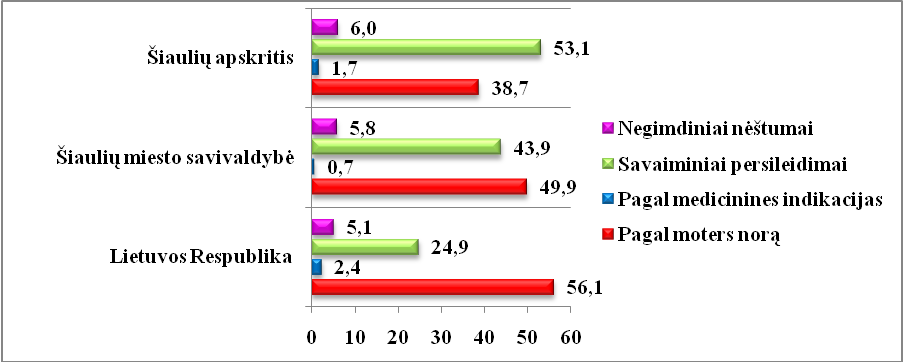 Šiaulių apskritis
6,0
53,1
1,7
38,7
Šiaulių miesto savivaldybė
5,8
43,9
0,7
49,9
Lietuvos Respublika
5,1
24,9
2,4
56,1
0 10 20 30 40 50 60
Negimdiniai nėštumai
Savaiminiai persileidimai
Pagal medicinines indikacijas
Pagal moters norą